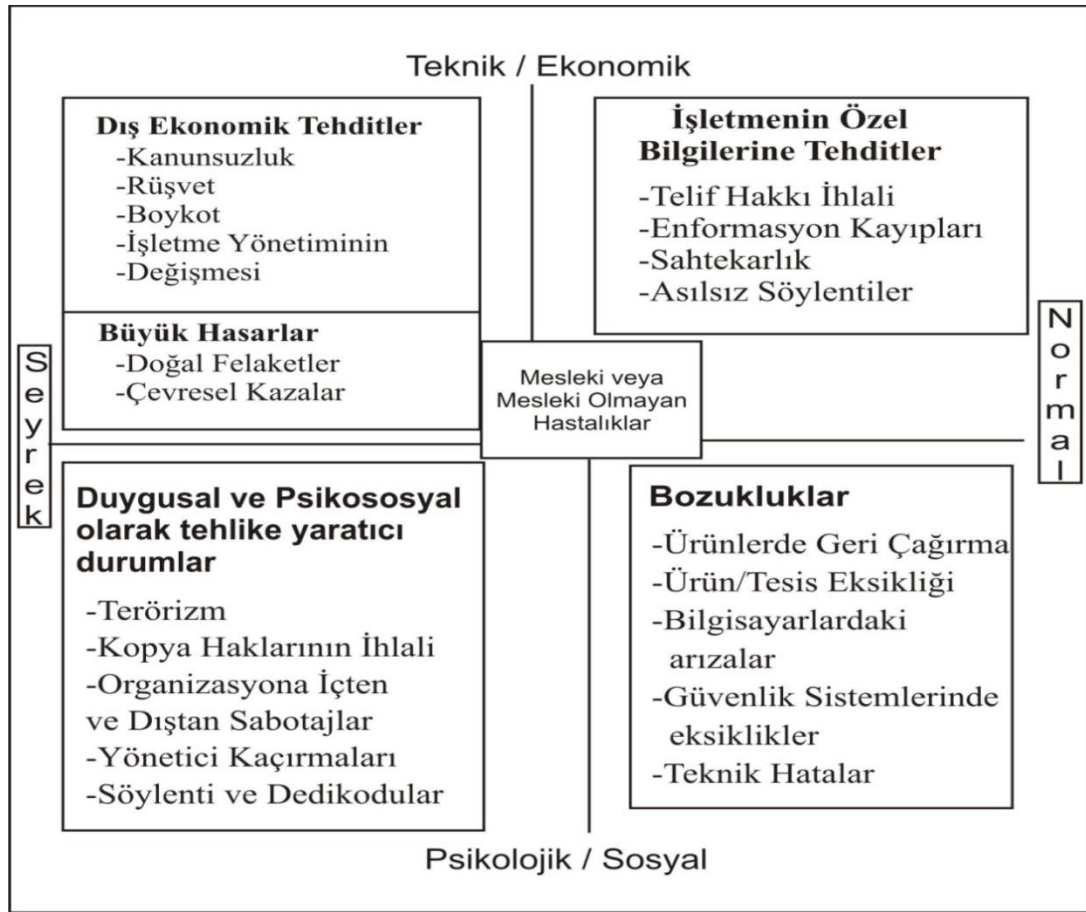 Teknik / Ekonomik
Dış Ekonomik Tehditler
-Kanunsuzluk
-Rüşvet
-Boykot
-İşletme Yönetiminin
-Değişmesi
Büyük Hasarlar
-Doğal Felaketler
-Çevresel Kazalar
İşletmenin Özel
Bilgilerine Tehditler
-Telif Hakkı İhlali
-Enformasyon Kayıpları
-Sahtekarlık
-Asılsız Söylentiler
Seyrek
Mesleki veya
Mesleki Olmayan
Hastalıklar
Normal
Duygusal ve Psikososyal
olarak tehlike yaratıcı
durumlar
-Terörizm
-Kopya Haklarının İhlali
-Organizasyona İçten
ve Dıştan Sabotajlar
-Yönetici Kaçırmaları
-Söylenti ve Dedikodular
Bozukluklar
-Ürünlerde Geri Çağırma
-Ürün/Tesis Eksikliği
-Bilgisayarlardaki
arızalar
-Güvenlik Sistemlerinde
eksiklikler
-Teknik Hatalar
Psikolojik / Sosyal